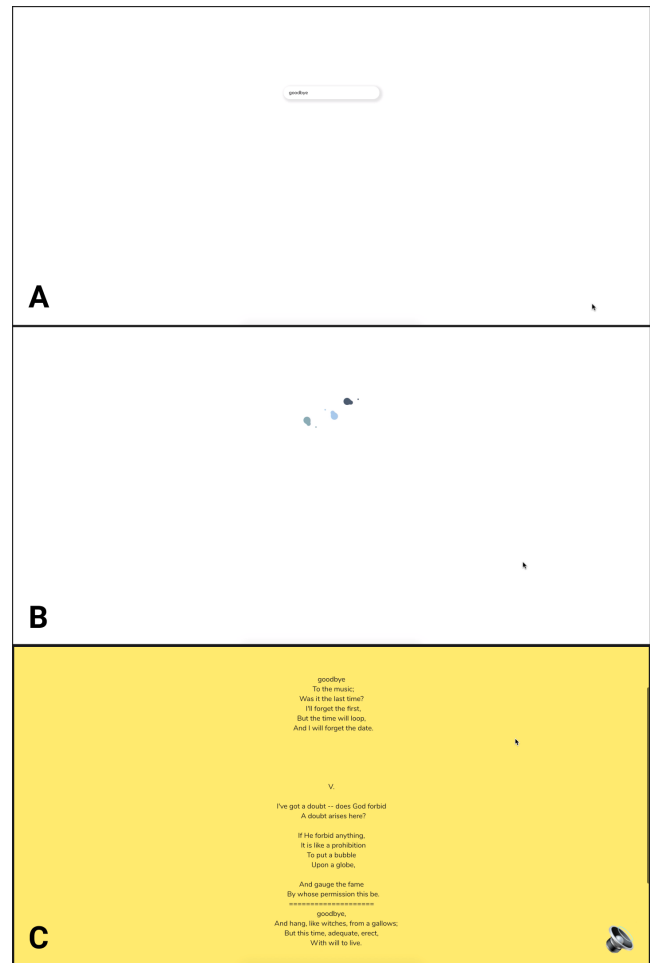 goodbye
A
B
goodbye
To the music;
Was it the last time?
I'll forget the first,
But the time will loop,
And I will forget the date.
V.
I've got a doubt -- does God forbid
A doubt arises here?
If He forbid anything,
It is like a prohibition
To put a bubble
Upon a globe,
And gauge the fame
By whose permission this be.
====================
goodbye,
And hang, like witches, from a gallows;
But this time, adequate, erect,
With will to live.
C